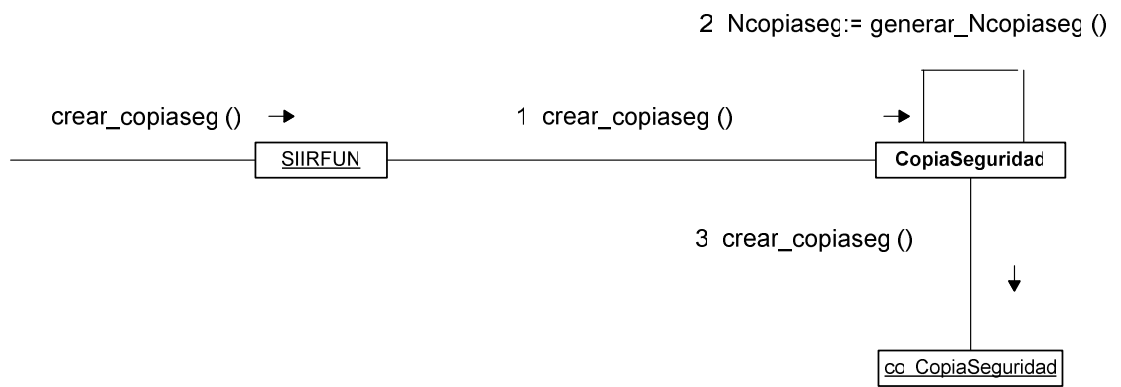 2 Ncopiaseg:= generar_Ncopiaseg ()
crear_copiaseg ()
1 crear_copiaseg ()
SIIRFUN
CopiaSeguridad
3 crear_copiaseg ()
cc CopiaSeguridad